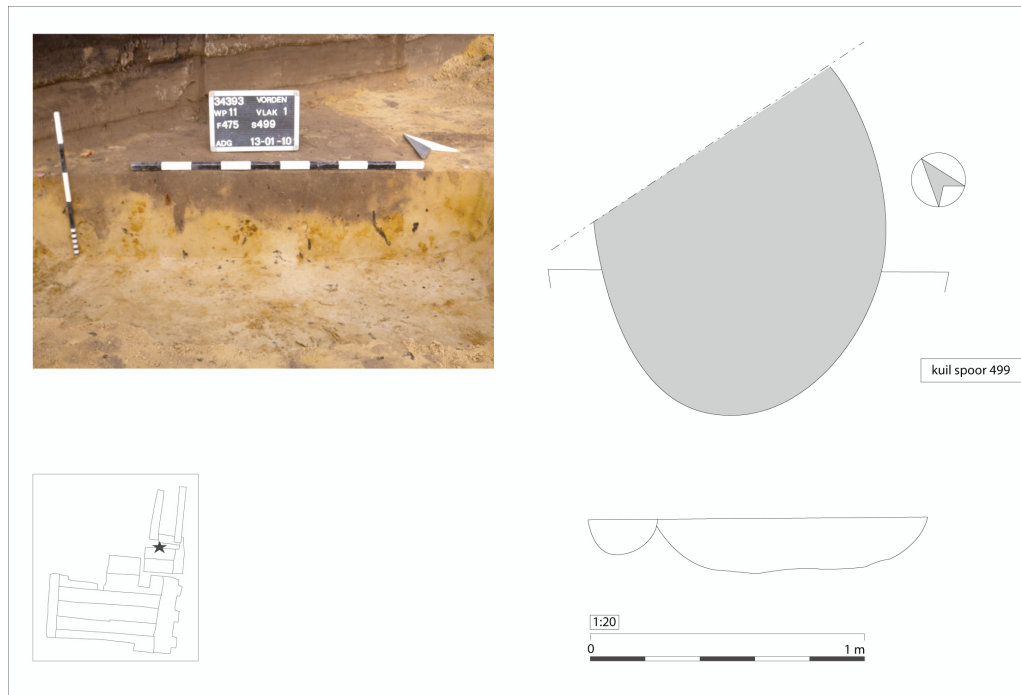 34393 VORDEN
WP 11 VLAK 1
F475 S499
ADG 13-01-10
kuil spoor 499
1:20
0 1 m